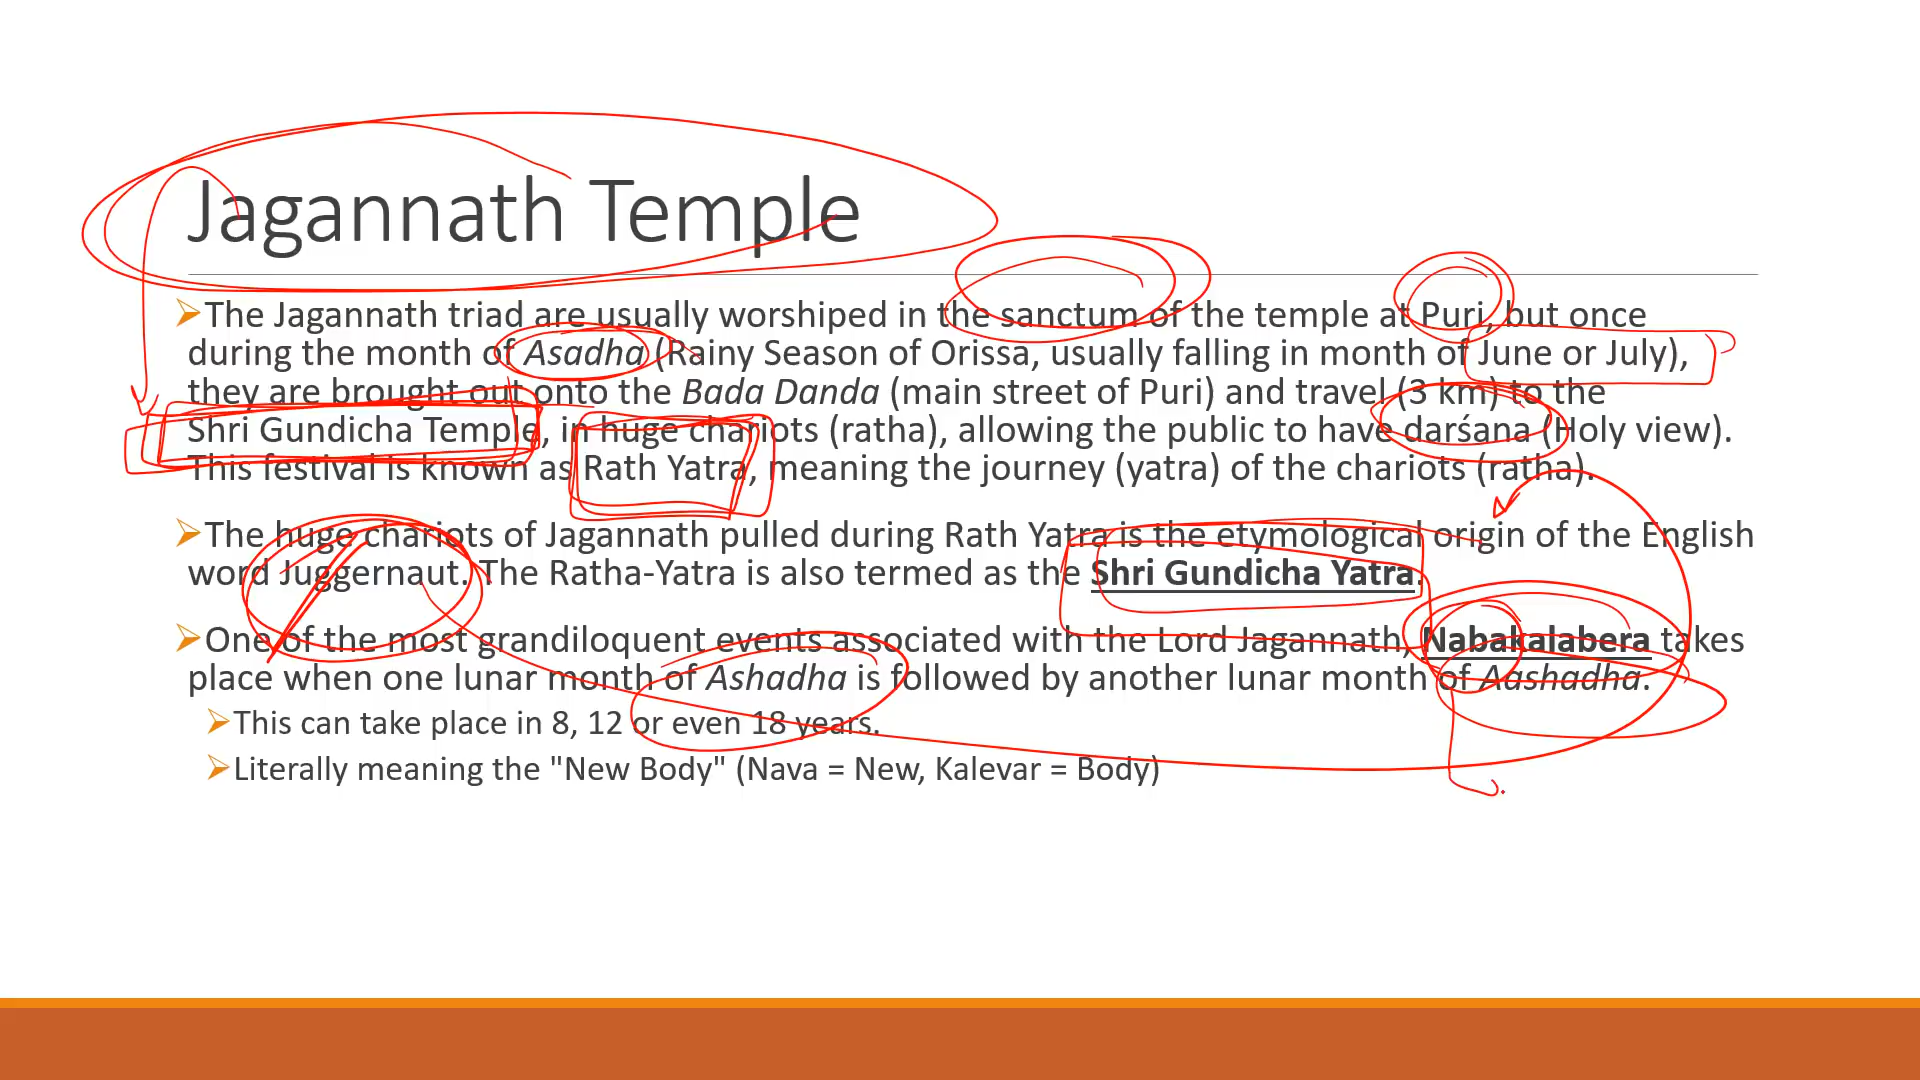 Jagannath Temple
The Jagannath triad are usually worshiped in the sanctum of the temple at Puri, but once
during the month of Asadha (Rainy Season of Orissa, usually falling in month of June or July),
they are brought out onto the Bada Danda (main street of Puri) and travel (3 km) to the
Shri Gundicha Temple, in huge chariots (ratha), allowing the public to have darśana (Holy view).
This festival is known as Rath Yatra, meaning the journey (yatra) of the chariots (ratha).
The huge chariots of Jagannath pulled during Rath Yatra is the etymological origin of the English
word Juggernaut. The Ratha-Yatra is also termed as the Shri Gundicha Yatra.
One of the most grandiloquent events associated with the Lord Jagannath, Nabakalabera takes
place when one lunar month of Ashadha is followed by another lunar month of Aashadha.
This can take place in 8, 12 or even 18 years.
Literally meaning the "New Body" (Nava = New, Kalevar = Body)